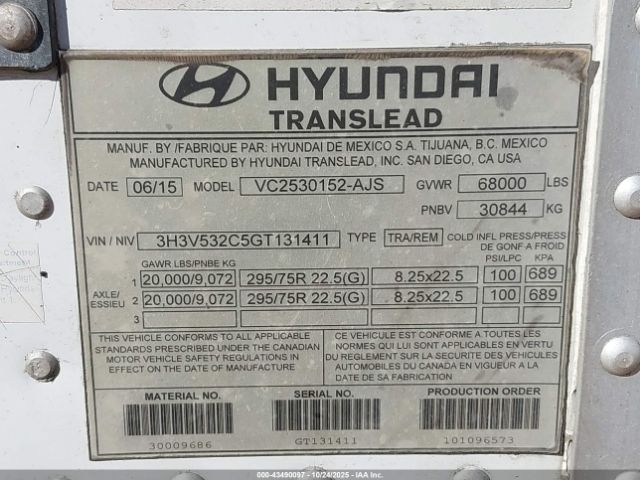 HYUNDAI
TRANSLEAD
MANUF. BY /FABRIQUE PAR: HYUNDAI DE MEXICO S.A. TIJUANA, B.C. MEXICO
MANUFACTURED BY HYUNDAI TRANSLEAD, INC. SAN DIEGO, CA USA
DATE 06/15 MODEL VC2530152-AJS GVWR 68000 LBS
PNBV 30844 KG
VIN / NIV 3H3V532C5GT131411 TYPE TRA/REM COLD INFL PRESS/PRESS
DE GONF A FROID
GAWR LBS/PNBE KG PSI/LPC KPA
1 20,000/9,072 295/75R 22.5(G) 8.25x22.5 100 689
AXLE/
ESSIEU 2 20,000/9,072 295/75R 22.5(G) 8.25x22.5 100 689
3
THIS VEHICLE CONFORMS TO ALL APPLICABLE
STANDARDS PRESCRIBED UNDER THE CANADIAN
MOTOR VEHICLE SAFETY REGULATIONS IN
EFFECT ON THE DATE OF MANUFACTURE
CE VEHICULE EST CONFORME A TOUTES LES
NORMES QUI LUI SONT APPLICABLES EN VERTU
DU REGLEMENT SUR LA SECURITE DES VEHICULES
AUTOMOBILES DU CANADA EN VIGUEUR A LA
DATE DE SA FABRICATION
MATERIAL NO. SERIAL NO. PRODUCTION ORDER
30009686 GT131411 101096573
000-43490097 | 10/24/2025 | IAAI.COM